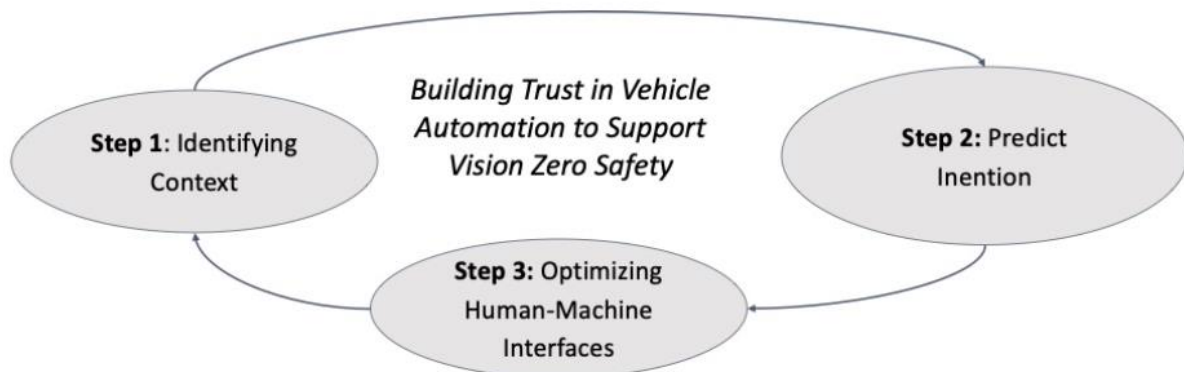 Building Trust in Vehicle
Automation to Support
Vision Zero Safety
Step 1: Identifying
Context
Step 2: Predict
Inention
Step 3: Optimizing
Human-Machine
Interfaces